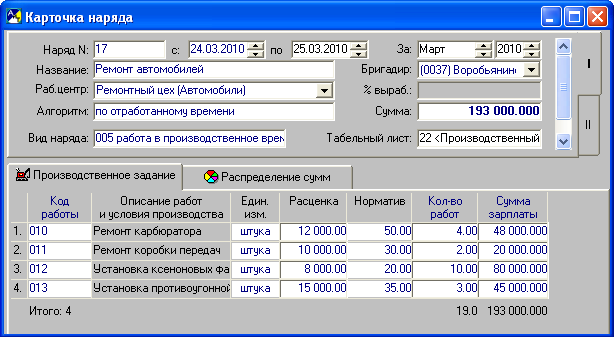 Карточка наряда
Наряд N: 17 с: 24.03.2010 по 25.03.2010 За: Март 2010
Название: Ремонт автомобилей Бригадир: (0037) Воробьянин
Раб.центр: Ремонтный цех (Автомобили) % выраб.:
Алгоритм: по отработанному времени Сумма: 193 000.000
Вид наряда: 005 работа в производственное врем Табельный лист: 22 <Производственный
I
II
Производственное задание Распределение сумм
Код работы Описание работ и условия производства Един. изм. Расценка Норматив Кол-во работ Сумма зарплаты
1. 010 Ремонт карбюратора штука 12 000.00 50.00 4.00 48 000.000
2. 011 Ремонт коробки передач штука 10 000.00 30.00 2.00 20 000.000
3. 012 Установка ксеноновых фа штука 8 000.00 20.00 10.00 80 000.000
4. 013 Установка противоугонной штука 15 000.00 35.00 3.00 45 000.000
Итого: 4 19.0 193 000.000